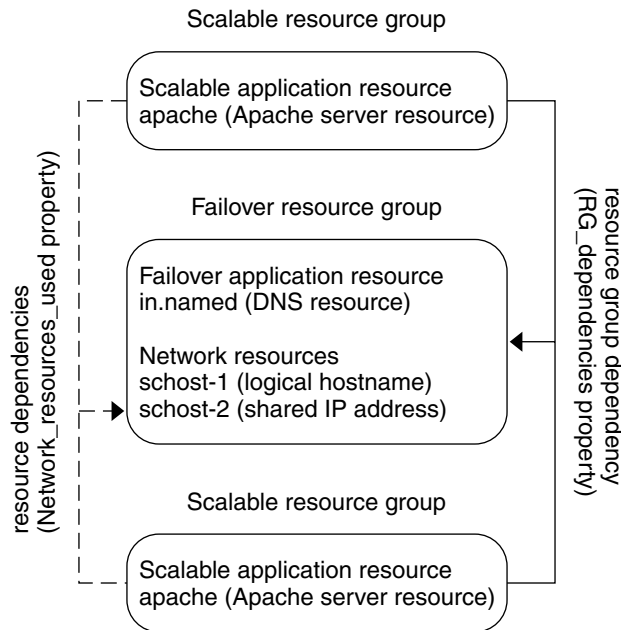 Scalable resource group
Scalable application resource
apache (Apache server resource)
Failover resource group
Failover application resource
in.named (DNS resource)
Network resources
schost-1 (logical hostname)
schost-2 (shared IP address)
Scalable resource group
Scalable application resource
apache (Apache server resource)
resource dependencies
(Network_resources_used property)
resource group dependency
(RG_dependencies property)